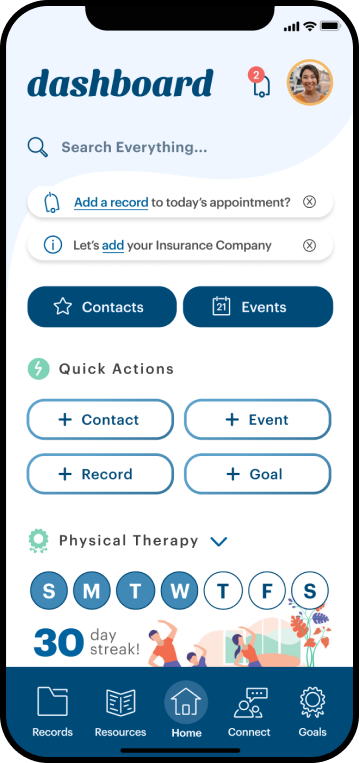 dashboard
2
Search Everything...
Add a record to today's appointment?
Let's add your Insurance Company
Contacts
21
Events
Quick Actions
+ Contact
+ Event
+ Record
+ Goal
Physical Therapy
S M T W T F S
30 day streak!
Records
Resources
Home
Connect
Goals